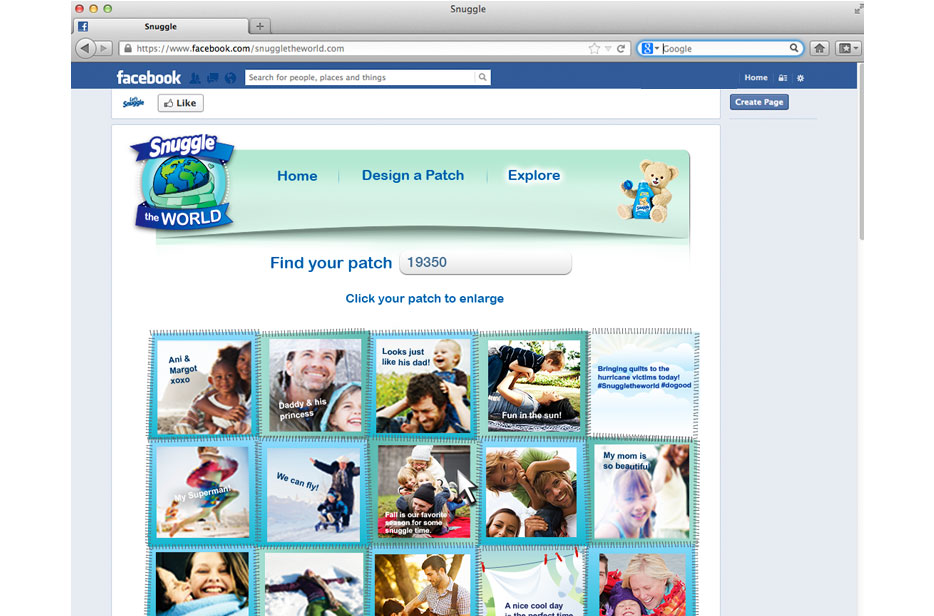 Snuggle
Snuggle
https://www.facebook.com/snuggletheworld.com
Google
facebook
Search for people, places and things
Home
Snuggle
Like
Create Page
Snuggle
the WORLD
Home
Design a Patch
Explore
Find your patch
19350
Click your patch to enlarge
Ani &
Margot
xoxo
Daddy & his
princess
Looks just
like his dad!
Fun in the sun!
Bringing quilts to the
hurricane victims today!
#Snuggletheworld #dogood
My Superman!
We can fly!
Fall is our favorite
season for some
snuggle time.
My mom is
so beautiful
A nice cool day
is the perfect time